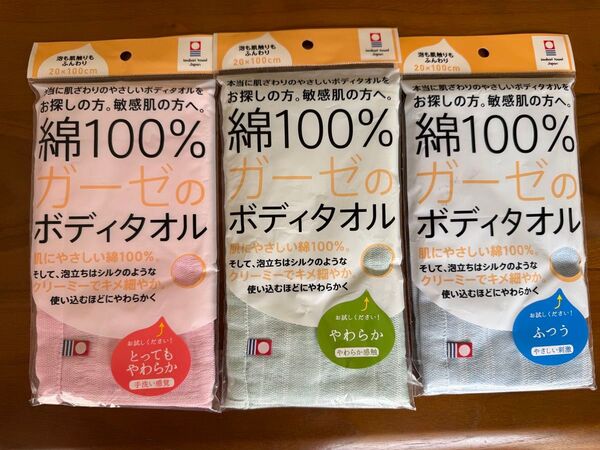 泡も肌触りも
ふんわり
20×100cm
imabari towel
Japan
本当に肌ざわりのやさしいボディタオルを
お探しの方。敏感肌の方へ。
綿100%
ガーゼの
ボディタオル
肌にやさしい綿100%。
そして、泡立ちはシルクのような
クリーミーでキメ細やか。
使い込むほどにやわらかく
お試しください!
とっても
やわらか
手洗い感覚
泡も肌触りも
ふんわり
20×100cm
imabari towel
Japan
本当に肌ざわりのやさしいボディタオルを
お探しの方。敏感肌の方へ。
綿100%
ガーゼの
ボディタオル
肌にやさしい綿100%。
そして、泡立ちはシルクのような
クリーミーでキメ細やか。
使い込むほどにやわらかく
お試しください!
やわらか
やわらか感触
泡も肌触りも
ふんわり
20×100cm
imabari towel
Japan
本当に肌ざわりのやさしいボディタオルを
お探しの方。敏感肌の方へ。
綿100%
ガーゼの
ボディタオル
肌にやさしい綿100%。
そして、泡立ちはシルクのような
クリーミーでキメ細やか。
使い込むほどにやわらかく
お試しください!
ふつう
やさしい刺激